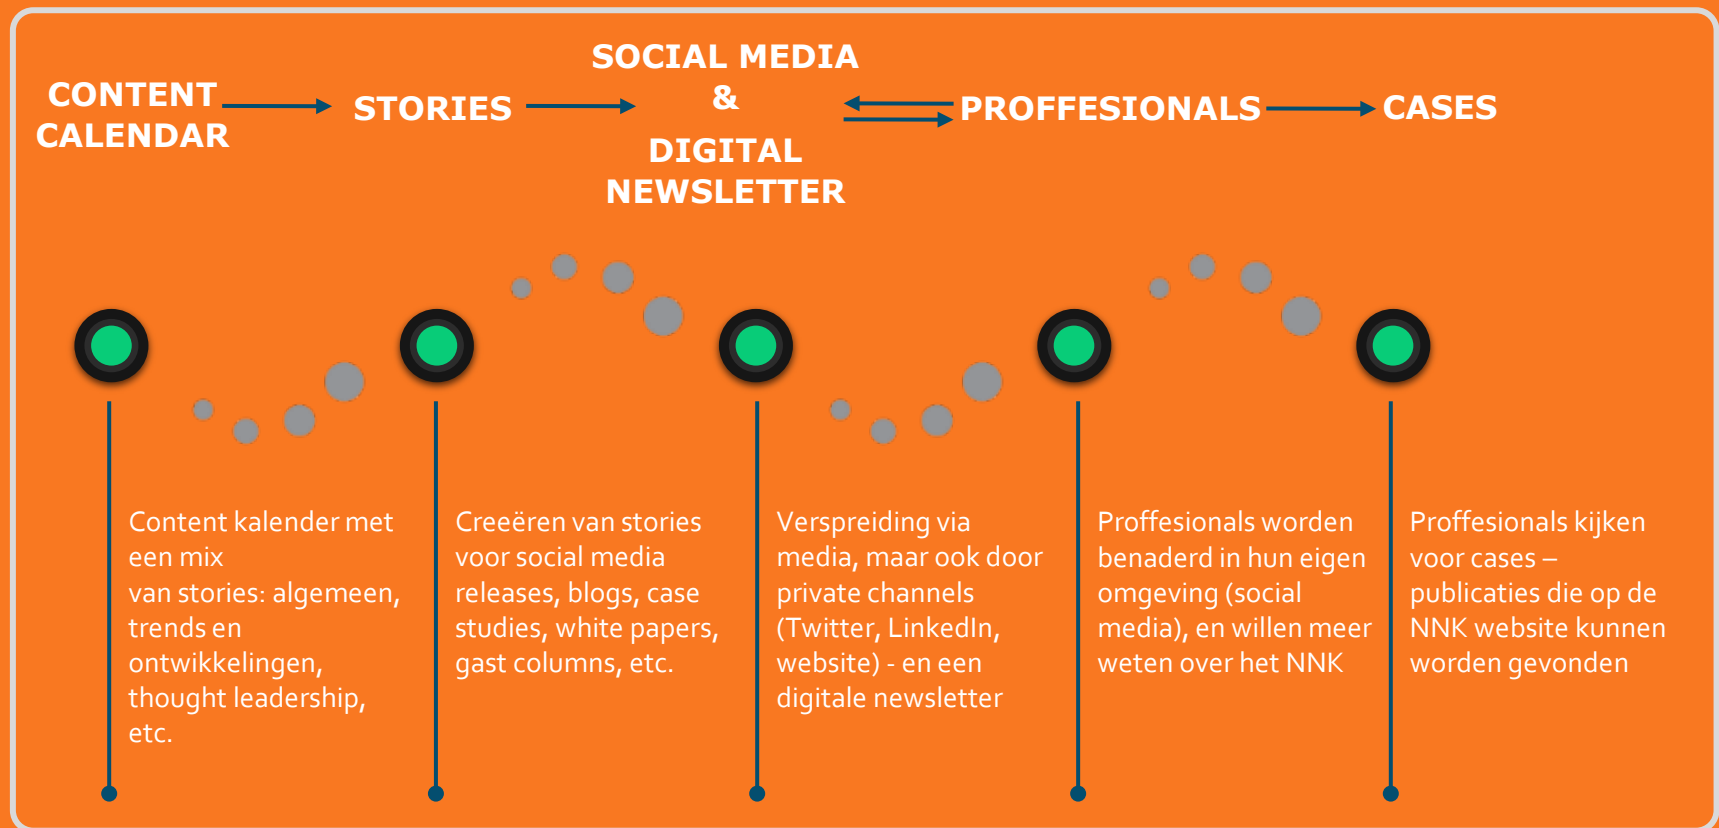 CONTENT
CALENDAR
STORIES
SOCIAL MEDIA
&
DIGITAL
NEWSLETTER
PROFFESIONALS
CASES
Content kalender met
een mix
van stories: algemeen,
trends en
ontwikkelingen,
thought leadership,
etc.
Creeëren van stories
voor social media
releases, blogs, case
studies, white papers,
gast columns, etc.
Verspreiding via
media, maar ook door
private channels
(Twitter, LinkedIn,
website) - en een
digitale newsletter
Proffesionals worden
benaderd in hun eigen
omgeving (social
media), en willen meer
weten over het NNK
Proffesionals kijken
voor cases –
publicaties die op de
NNK website kunnen
worden gevonden